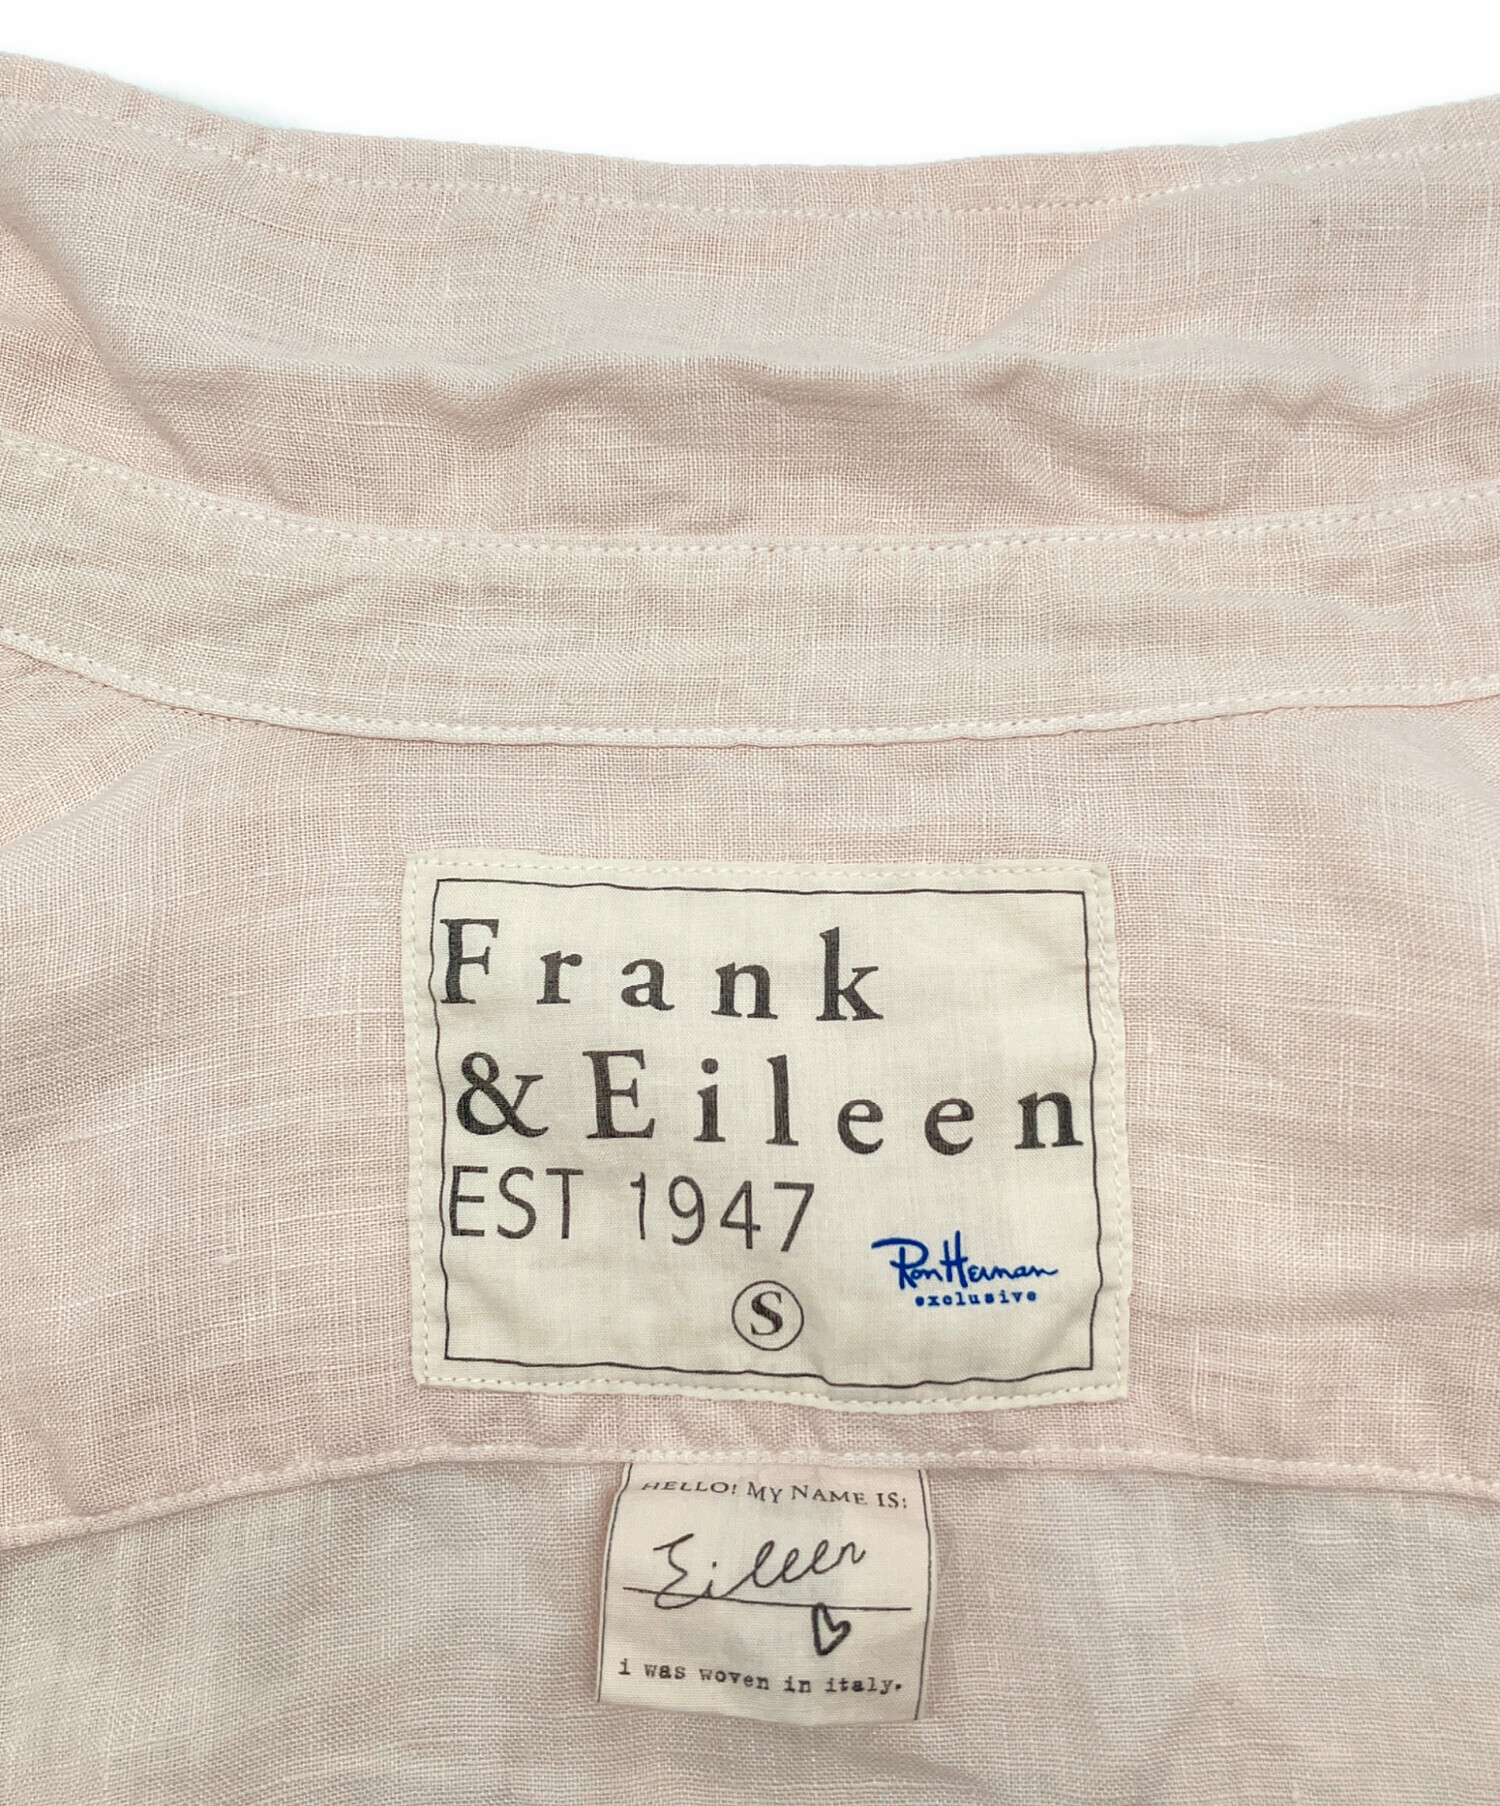 Frank
& Eileen
EST 1947
Ron Herman
exclusive
S
HELLO! MY NAME IS:
Eileen
i was woven in italy.